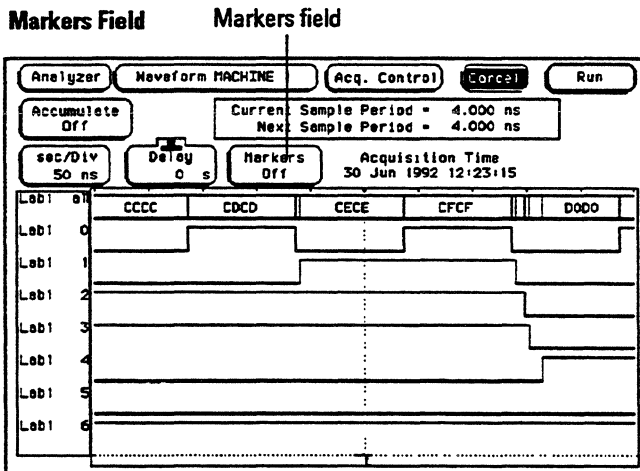 Markers Field
Markers field
Analyzer Waveform MACHINE Acq. Control Cancel Run
Accumulate Off
Current Sample Period = 4.000 ns
Next Sample Period = 4.000 ns
sec/Div 50 ns
Delay 0 s
Markers Off
Acquisition Time
30 Jun 1992 12:23:15
Lab1 all CCCC CDCD CECE CFCF D0D0
Lab1 0
Lab1 1
Lab1 2
Lab1 3
Lab1 4
Lab1 5
Lab1 6